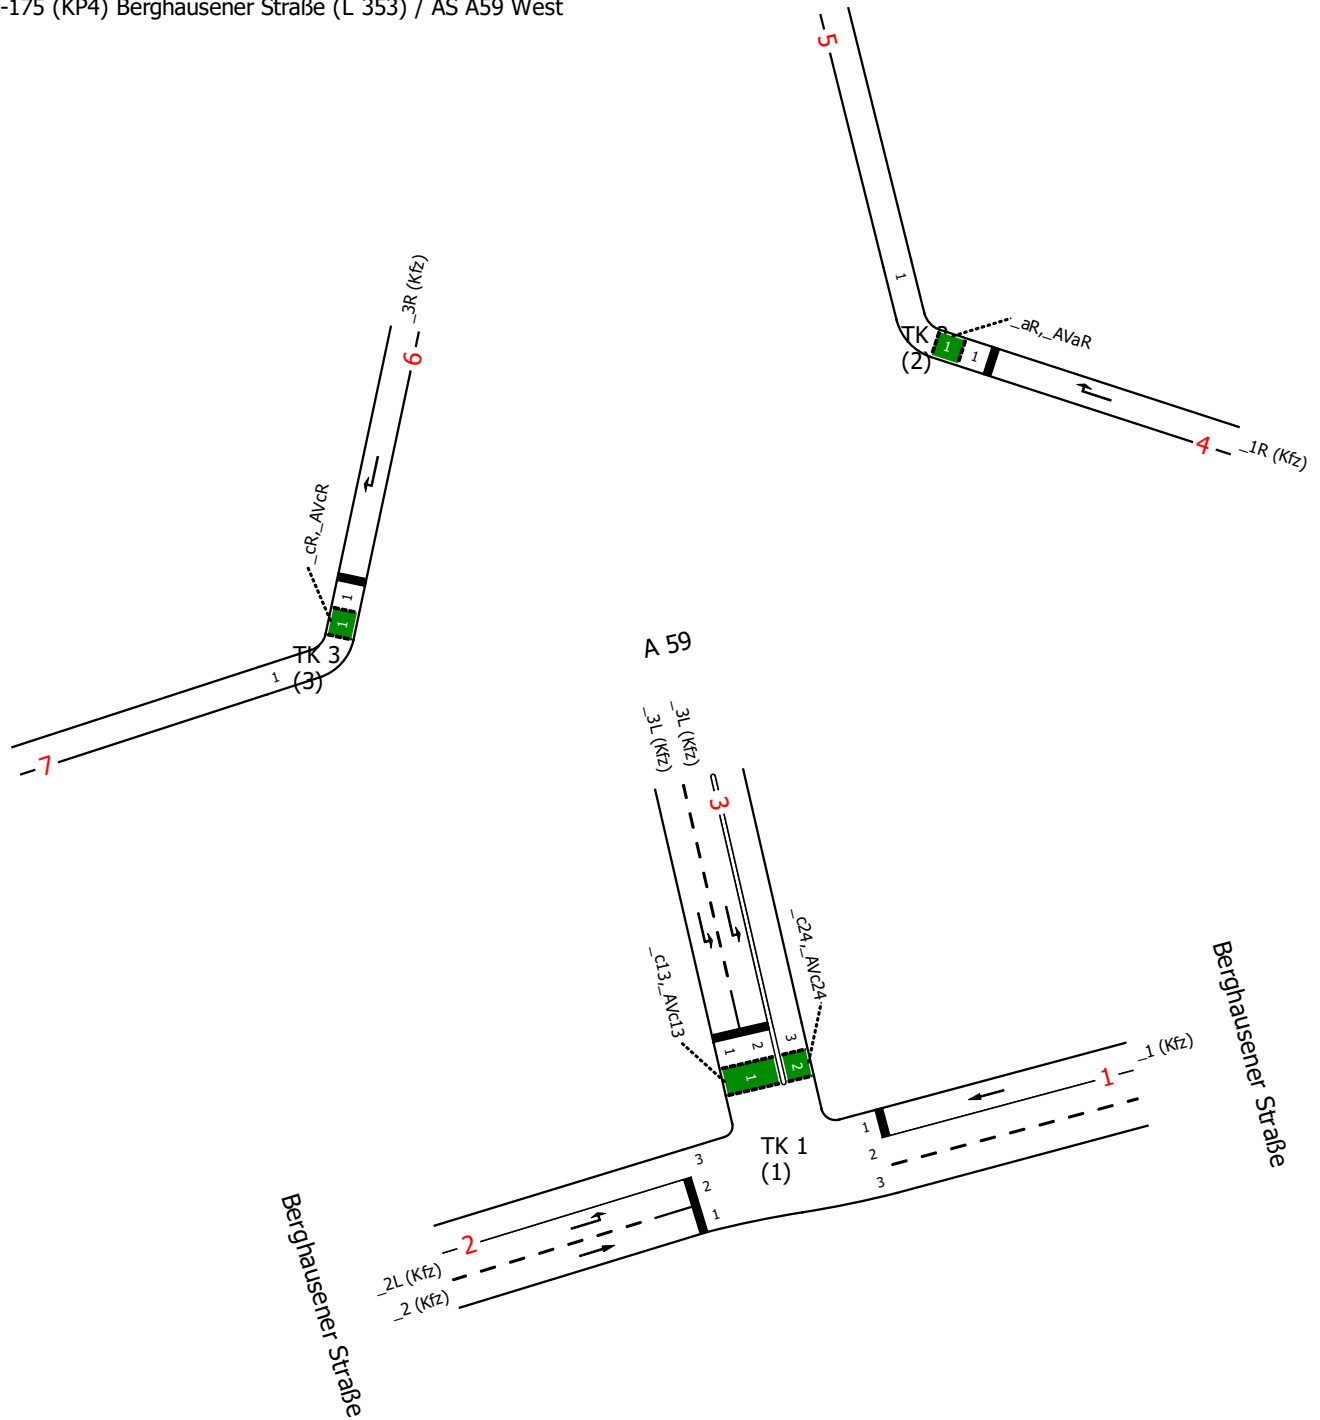 -175 (KP4) Berghausener Straße (L 353) / AS A59 West
5
1
TK 2
(2)
1
1
_aR,_AVaR
4
_1R (Kfz)
_3R (Kfz)
6
_cR,_AVcR
1
1
TK 3
(3)
1
7
A 59
_3L (Kfz)
_3L (Kfz)
3
_c13,_AVc13
_c24,_AVc24
1
2
3
1
2
Berghausener Straße
_1 (Kfz)
1
1
2
3
TK 1
(1)
3
2
1
2
_2L (Kfz)
_2 (Kfz)
Berghausener Straße